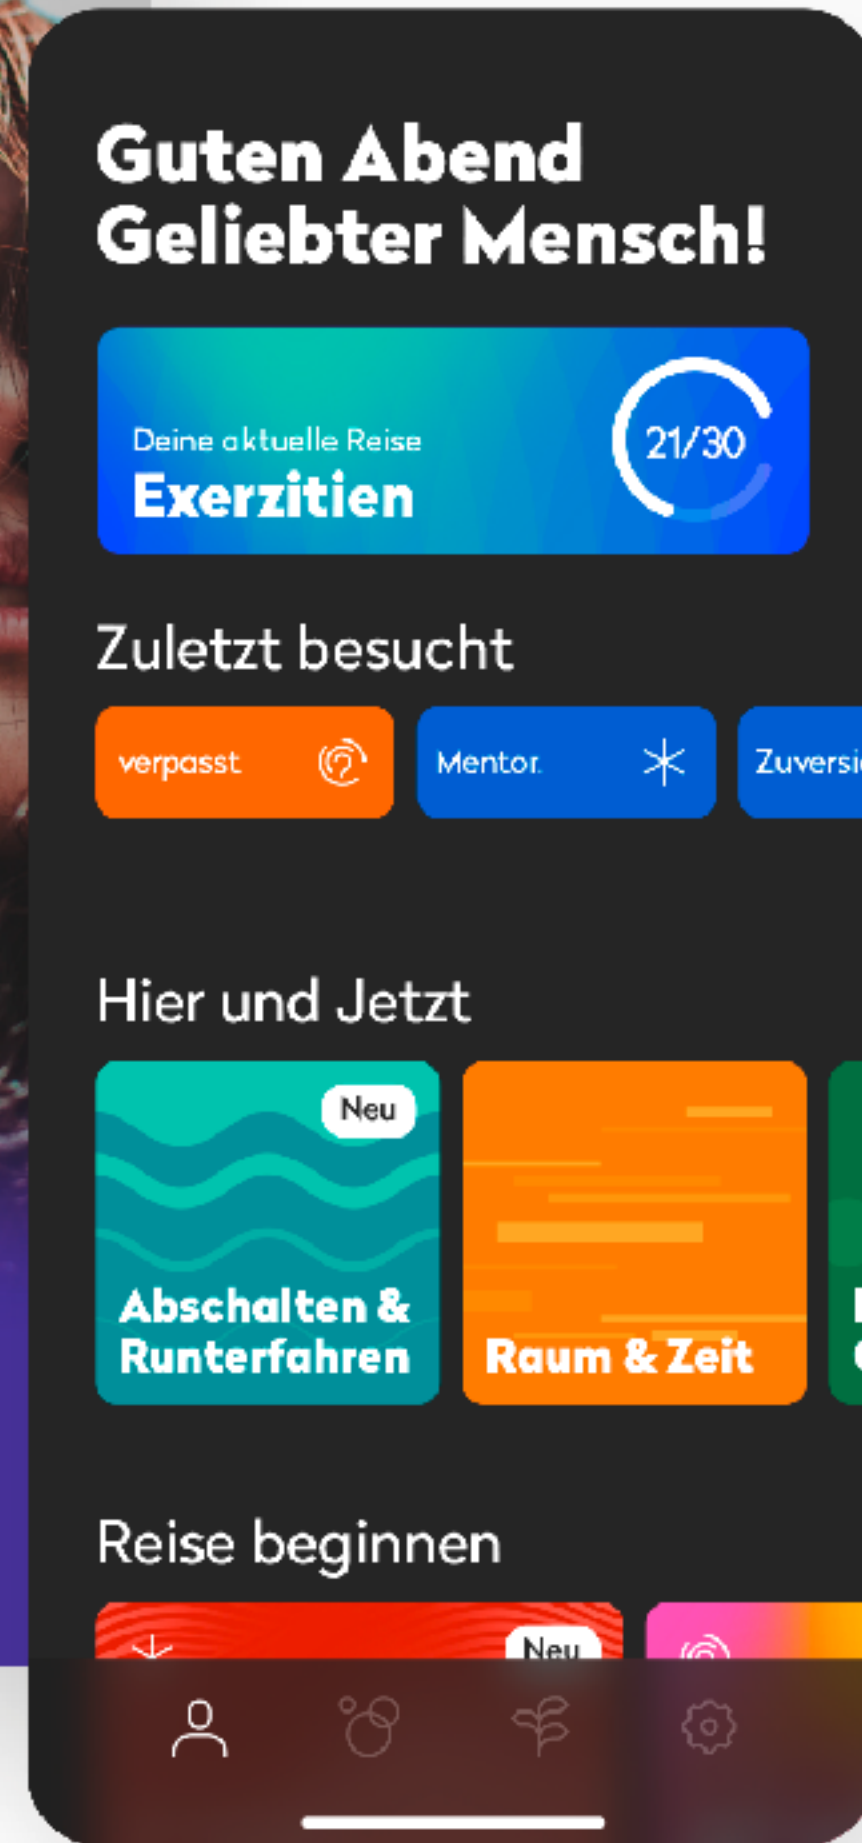 Guten Abend
Geliebter Mensch!
Deine aktuelle Reise
Exerzitien
21/30
Zuletzt besucht
verpasst.
Mentor.
Hier und Jetzt
Neu
Abschalten &
Runterfahren
Raum & Zeit
Reise beginnen
Neu